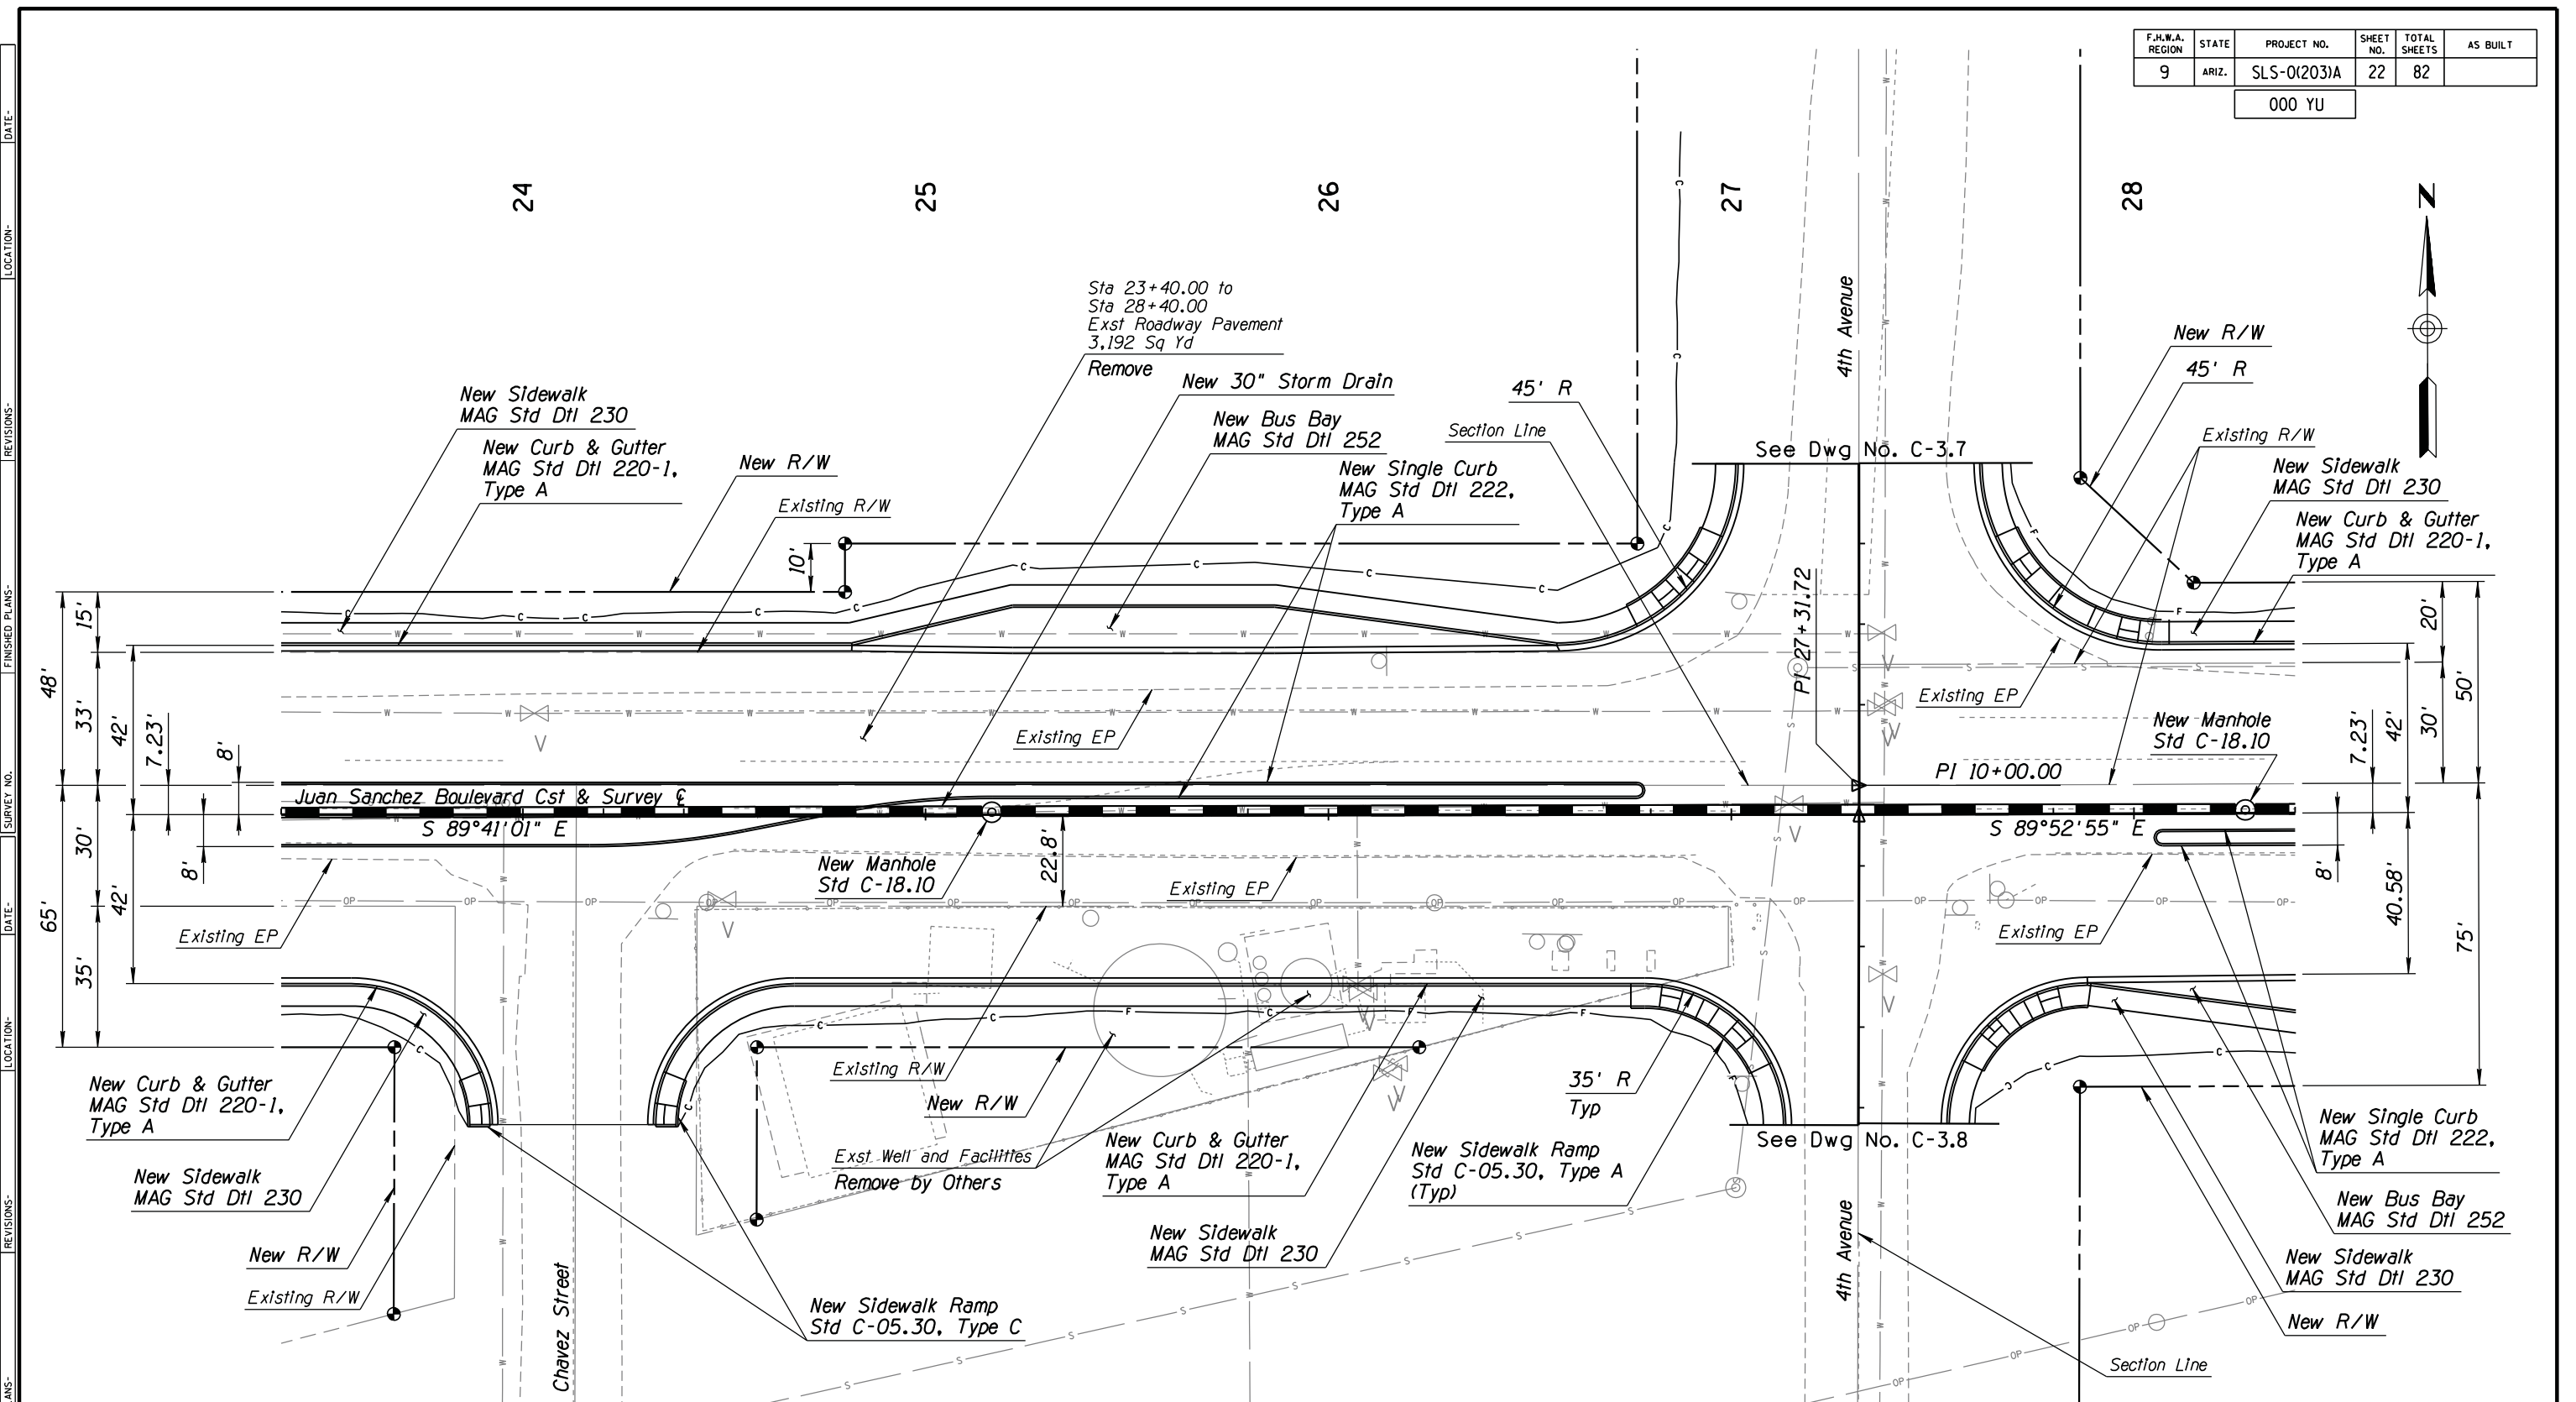 F.H.W.A. REGION
STATE
PROJECT NO.
SHEET NO.
TOTAL SHEETS
AS BUILT
9
ARIZ.
SLS-0(203)A
22
82
000 YU
24
25
26
27
28
N
Sta 23+40.00 to
Sta 28+40.00
Exst Roadway Pavement
3,192 Sq Yd
Remove
New Sidewalk
MAG Std Dtl 230
New Curb & Gutter
MAG Std Dtl 220-1,
Type A
New R/W
Existing R/W
10'
New 30" Storm Drain
New Bus Bay
MAG Std Dtl 252
New Single Curb
MAG Std Dtl 222,
Type A
45' R
Section Line
4th Avenue
See Dwg No. C-3.7
New R/W
45' R
Existing R/W
New Sidewalk
MAG Std Dtl 230
New Curb & Gutter
MAG Std Dtl 220-1,
Type A
PI 27+31.72
Existing EP
Existing EP
New Manhole
Std C-18.10
PI 10+00.00
15'
48'
33'
42'
7.23'
8'
20'
50'
30'
42'
7.23'
Juan Sanchez Boulevard Cst & Survey ℄
S 89°41'01" E
S 89°52'55" E
30'
65'
35'
42'
8'
New Manhole
Std C-18.10
22.8'
Existing EP
Existing EP
Existing EP
8'
40.58'
75'
New Curb & Gutter
MAG Std Dtl 220-1,
Type A
New Sidewalk
MAG Std Dtl 230
New R/W
Existing R/W
Chavez Street
Existing R/W
New R/W
Exst Well and Facilities
Remove by Others
New Sidewalk Ramp
Std C-05.30, Type C
New Curb & Gutter
MAG Std Dtl 220-1,
Type A
New Sidewalk
MAG Std Dtl 230
35' R
Typ
New Sidewalk Ramp
Std C-05.30, Type A
(Typ)
See Dwg No. C-3.8
4th Avenue
New Single Curb
MAG Std Dtl 222,
Type A
New Bus Bay
MAG Std Dtl 252
New Sidewalk
MAG Std Dtl 230
New R/W
Section Line
DATE-
LOCATION-
REVISIONS-
FINISHED PLANS-
SURVEY NO.
DATE-
LOCATION-
REVISIONS-